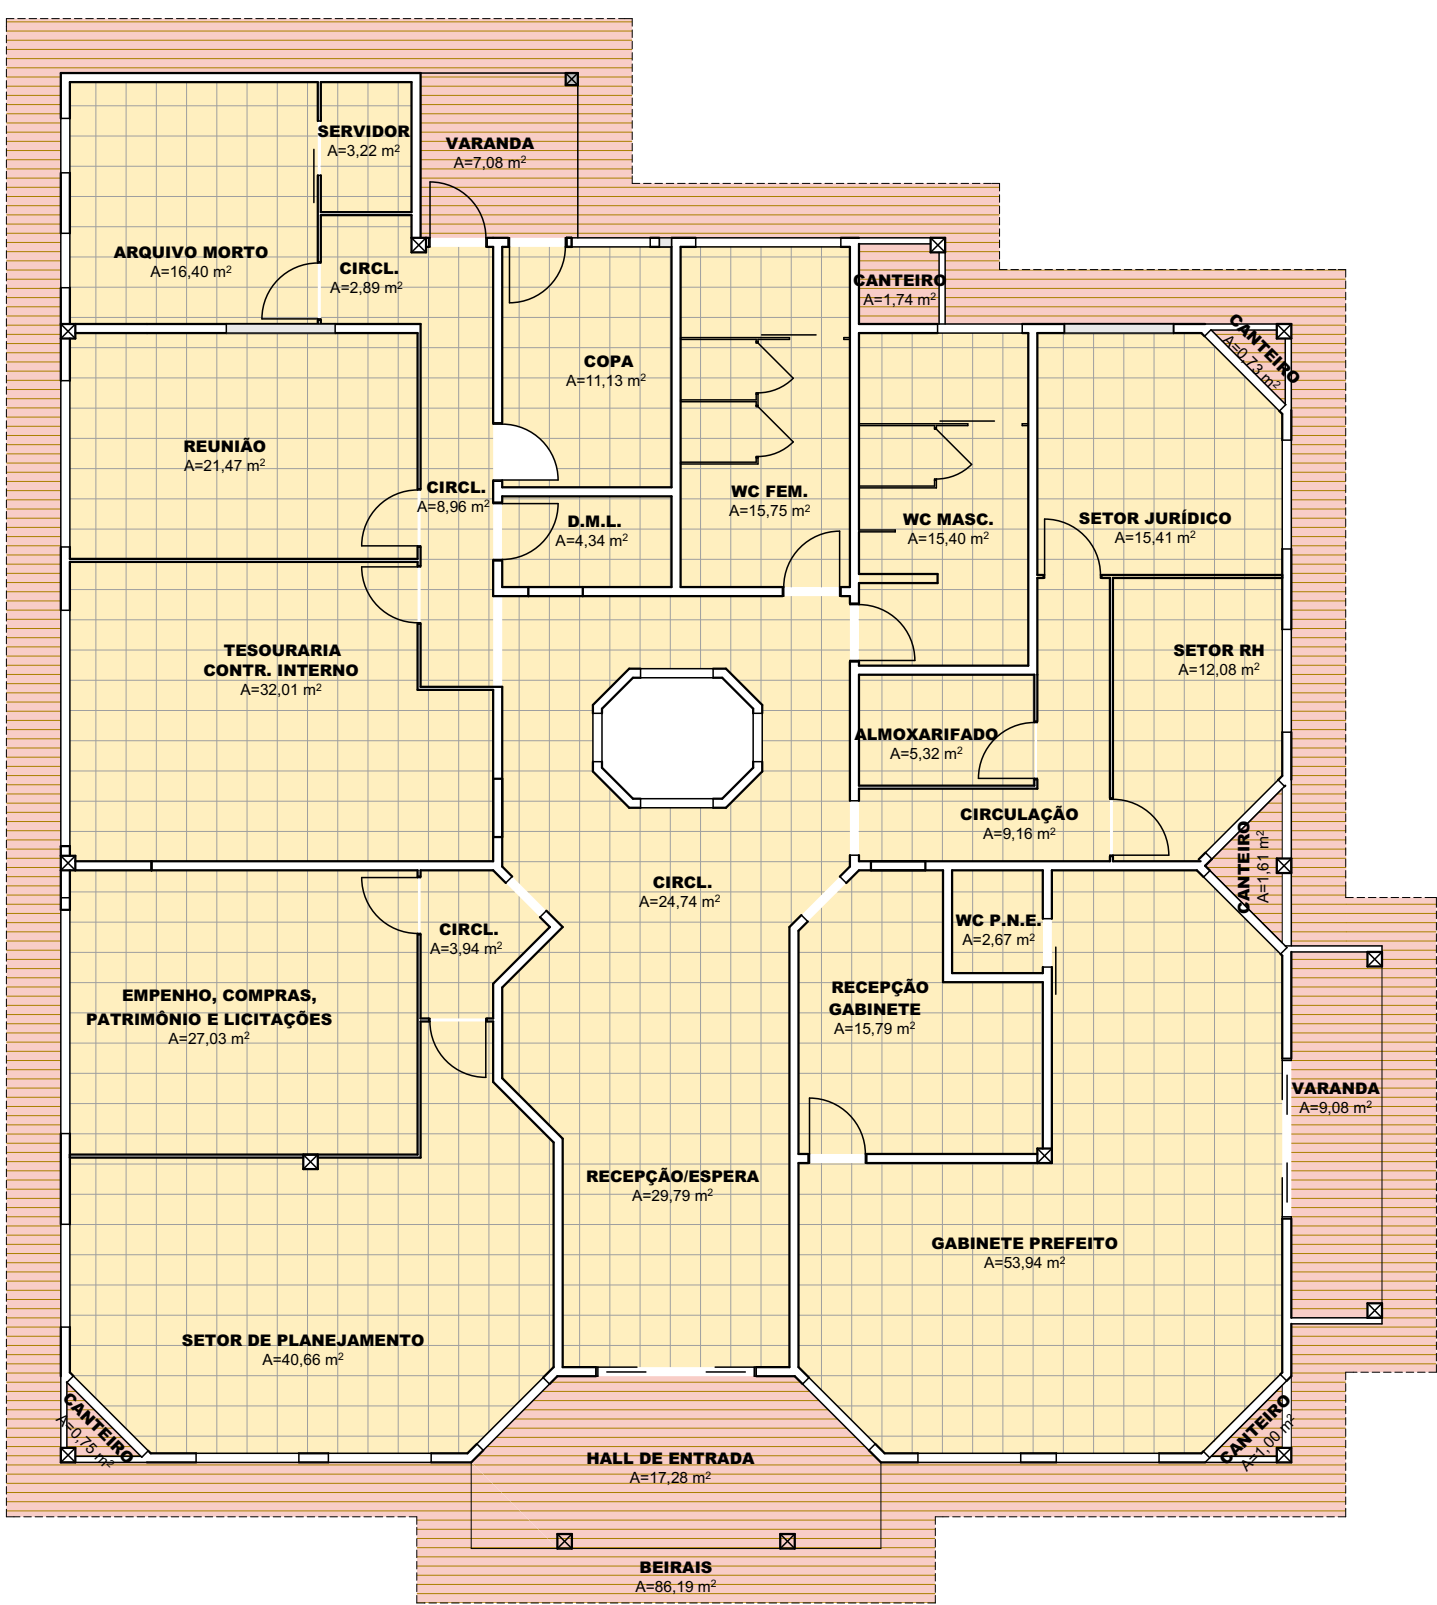 SERVIDOR
A=3,22 m²
VARANDA
A=7,08 m²
ARQUIVO MORTO
A=16,40 m²
CIRCL.
A=2,89 m²
CANTEIRO
A=1,74 m²
CANTEIRO
A=0,73 m²
COPA
A=11,13 m²
REUNIÃO
A=21,47 m²
CIRCL.
A=8,96 m²
D.M.L.
A=4,34 m²
WC FEM.
A=15,75 m²
WC MASC.
A=15,40 m²
SETOR JURÍDICO
A=15,41 m²
TESOURARIA
CONTR. INTERNO
A=32,01 m²
SETOR RH
A=12,08 m²
ALMOXARIFADO
A=5,32 m²
CIRCULAÇÃO
A=9,16 m²
CANTEIRO
A=1,61 m²
CIRCL.
A=24,74 m²
CIRCL.
A=3,94 m²
WC P.N.E.
A=2,67 m²
EMPENHO, COMPRAS,
PATRIMÔNIO E LICITAÇÕES
A=27,03 m²
RECEPÇÃO
GABINETE
A=15,79 m²
VARANDA
A=9,08 m²
RECEPÇÃO/ESPERA
A=29,79 m²
GABINETE PREFEITO
A=53,94 m²
SETOR DE PLANEJAMENTO
A=40,66 m²
CANTEIRO
A=0,75 m²
CANTEIRO
A=1,00 m²
HALL DE ENTRADA
A=17,28 m²
BEIRAIS
A=86,19 m²